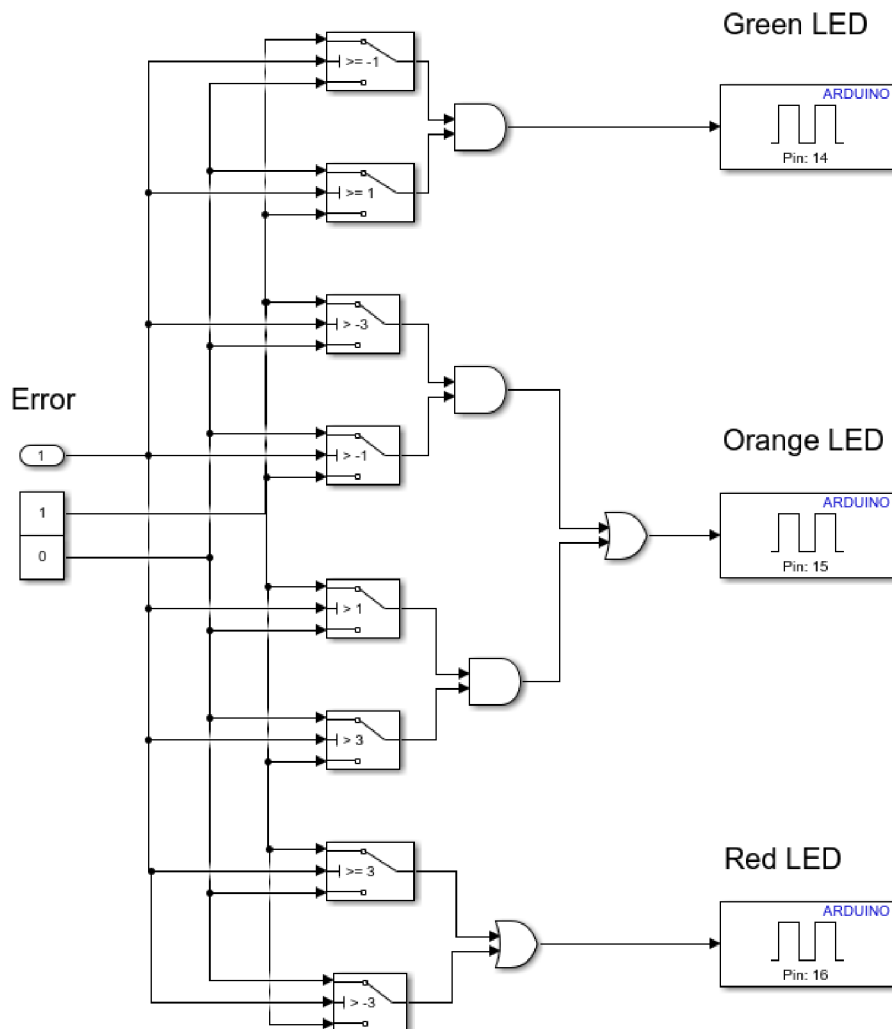 Green LED
>= -1
ARDUINO
Pin: 14
>= 1
> -3
Error
1
> -1
Orange LED
1
0
ARDUINO
Pin: 15
> 1
> 3
Red LED
>= 3
ARDUINO
Pin: 16
> -3